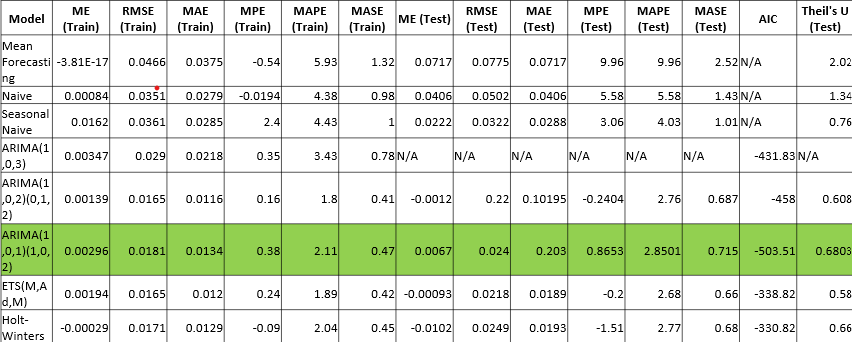 Model ME (Train) RMSE (Train) MAE (Train) MPE (Train) MAPE (Train) MASE (Train) ME (Test) RMSE (Test) MAE (Test) MPE (Test) MAPE (Test) MASE (Test) AIC Theil's U (Test)
Mean Forecasting -3.81E-17 0.0466 0.0375 -0.54 5.93 1.32 0.0717 0.0775 0.0717 9.96 9.96 2.52 N/A 2.02
Naive 0.00084 0.0351 0.0279 -0.0194 4.38 0.98 0.0406 0.0502 0.0406 5.58 5.58 1.43 N/A 1.34
Seasonal Naive 0.0162 0.0361 0.0285 2.4 4.43 1 0.0222 0.0322 0.0288 3.06 4.03 1.01 N/A 0.76
ARIMA(1,0,3) 0.00347 0.029 0.0218 0.35 3.43 0.78 N/A N/A N/A N/A N/A N/A -431.83 N/A
ARIMA(1,0,2)(0,1,2) 0.00139 0.0165 0.0116 0.16 1.8 0.41 -0.0012 0.22 0.10195 -0.2404 2.76 0.687 -458 0.608
ARIMA(1,0,1)(1,0,2) 0.00296 0.0181 0.0134 0.38 2.11 0.47 0.0067 0.024 0.203 0.8653 2.8501 0.715 -503.51 0.6803
ETS(M,Ad,M) 0.00194 0.0165 0.012 0.24 1.89 0.42 -0.00093 0.0218 0.0189 -0.2 2.68 0.66 -338.82 0.58
Holt-Winters -0.00029 0.0171 0.0129 -0.09 2.04 0.45 -0.0102 0.0249 0.0193 -1.51 2.77 0.68 -330.82 0.66